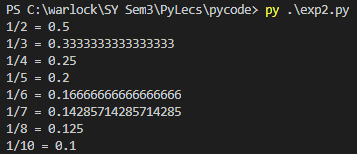 PS C:\warlock\SY Sem3\PyLecs\pycode> py .\exp2.py
1/2 = 0.5
1/3 = 0.3333333333333333
1/4 = 0.25
1/5 = 0.2
1/6 = 0.16666666666666666
1/7 = 0.14285714285714285
1/8 = 0.125
1/10 = 0.1